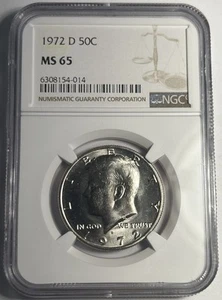 1972 D 50C
MS 65
6308154-014
NUMISMATIC GUARANTY CORPORATION
NGC
LIBERTY
IN GOD WE TRUST
1972